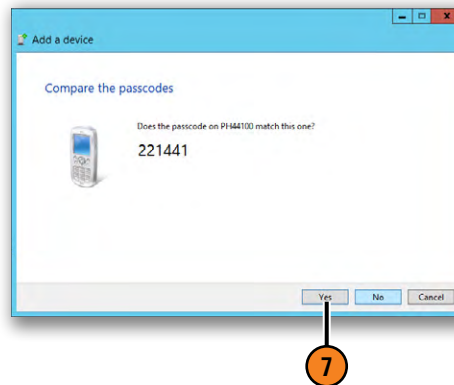 Add a device
Compare the passcodes
Does the passcode on PH44100 match this one?
221441
Yes No Cancel
7